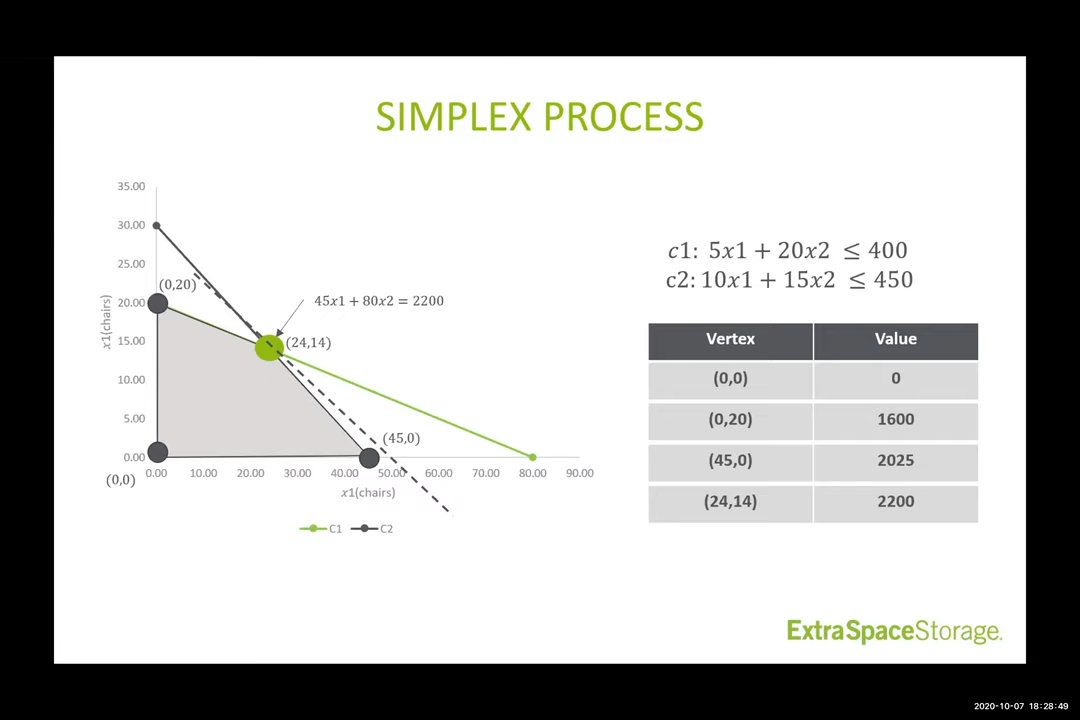 SIMPLEX PROCESS
35.00
30.00
25.00
20.00
15.00
10.00
5.00
0.00
x1(chairs)
(0,20)
45x1 + 80x2 = 2200
(24,14)
(45,0)
(0,0)
0.00 10.00 20.00 30.00 40.00 50.00 60.00 70.00 80.00 90.00
x1(chairs)
C1 C2
c1: 5x1 + 20x2 ≤ 400
c2: 10x1 + 15x2 ≤ 450
Vertex Value
(0,0) 0
(0,20) 1600
(45,0) 2025
(24,14) 2200
ExtraSpaceStorage.
2020-10-07 18:28:49